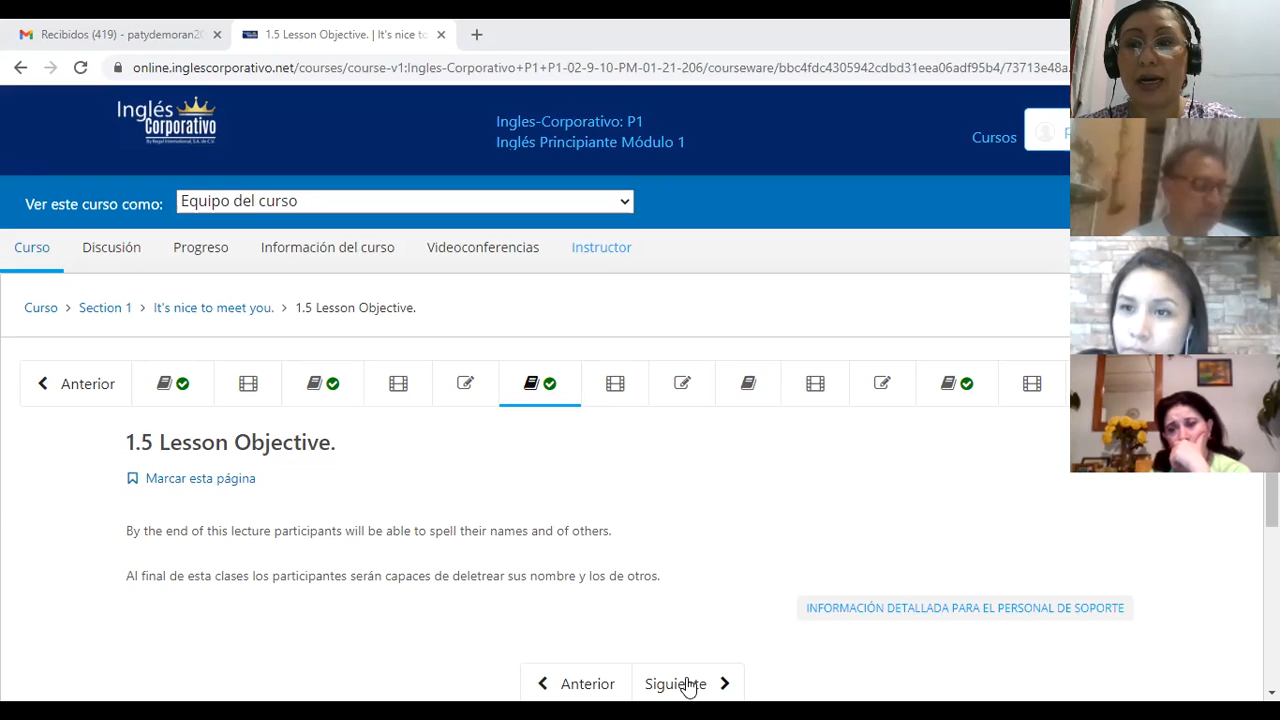 Recibidos (419) - patydemoran20
1.5 Lesson Objective. | It's nice to
online.inglescorporativo.net/courses/course-v1:Ingles-Corporativo+P1+P1-02-9-10-PM-01-21-206/courseware/bbc4fdc4305942cdbd31eea06adf95b4/73713e48a
Inglés
Corporativo
By Regal International, S.A. de C.V.
Ingles-Corporativo: P1
Inglés Principiante Módulo 1
Cursos
Ver este curso como:
Equipo del curso
Curso
Discusión
Progreso
Información del curso
Videoconferencias
Instructor
Curso > Section 1 > It's nice to meet you. > 1.5 Lesson Objective.
Anterior
1.5 Lesson Objective.
Marcar esta página
By the end of this lecture participants will be able to spell their names and of others.
Al final de esta clases los participantes serán capaces de deletrear sus nombre y los de otros.
INFORMACIÓN DETALLADA PARA EL PERSONAL DE SOPORTE
Anterior
Siguiente